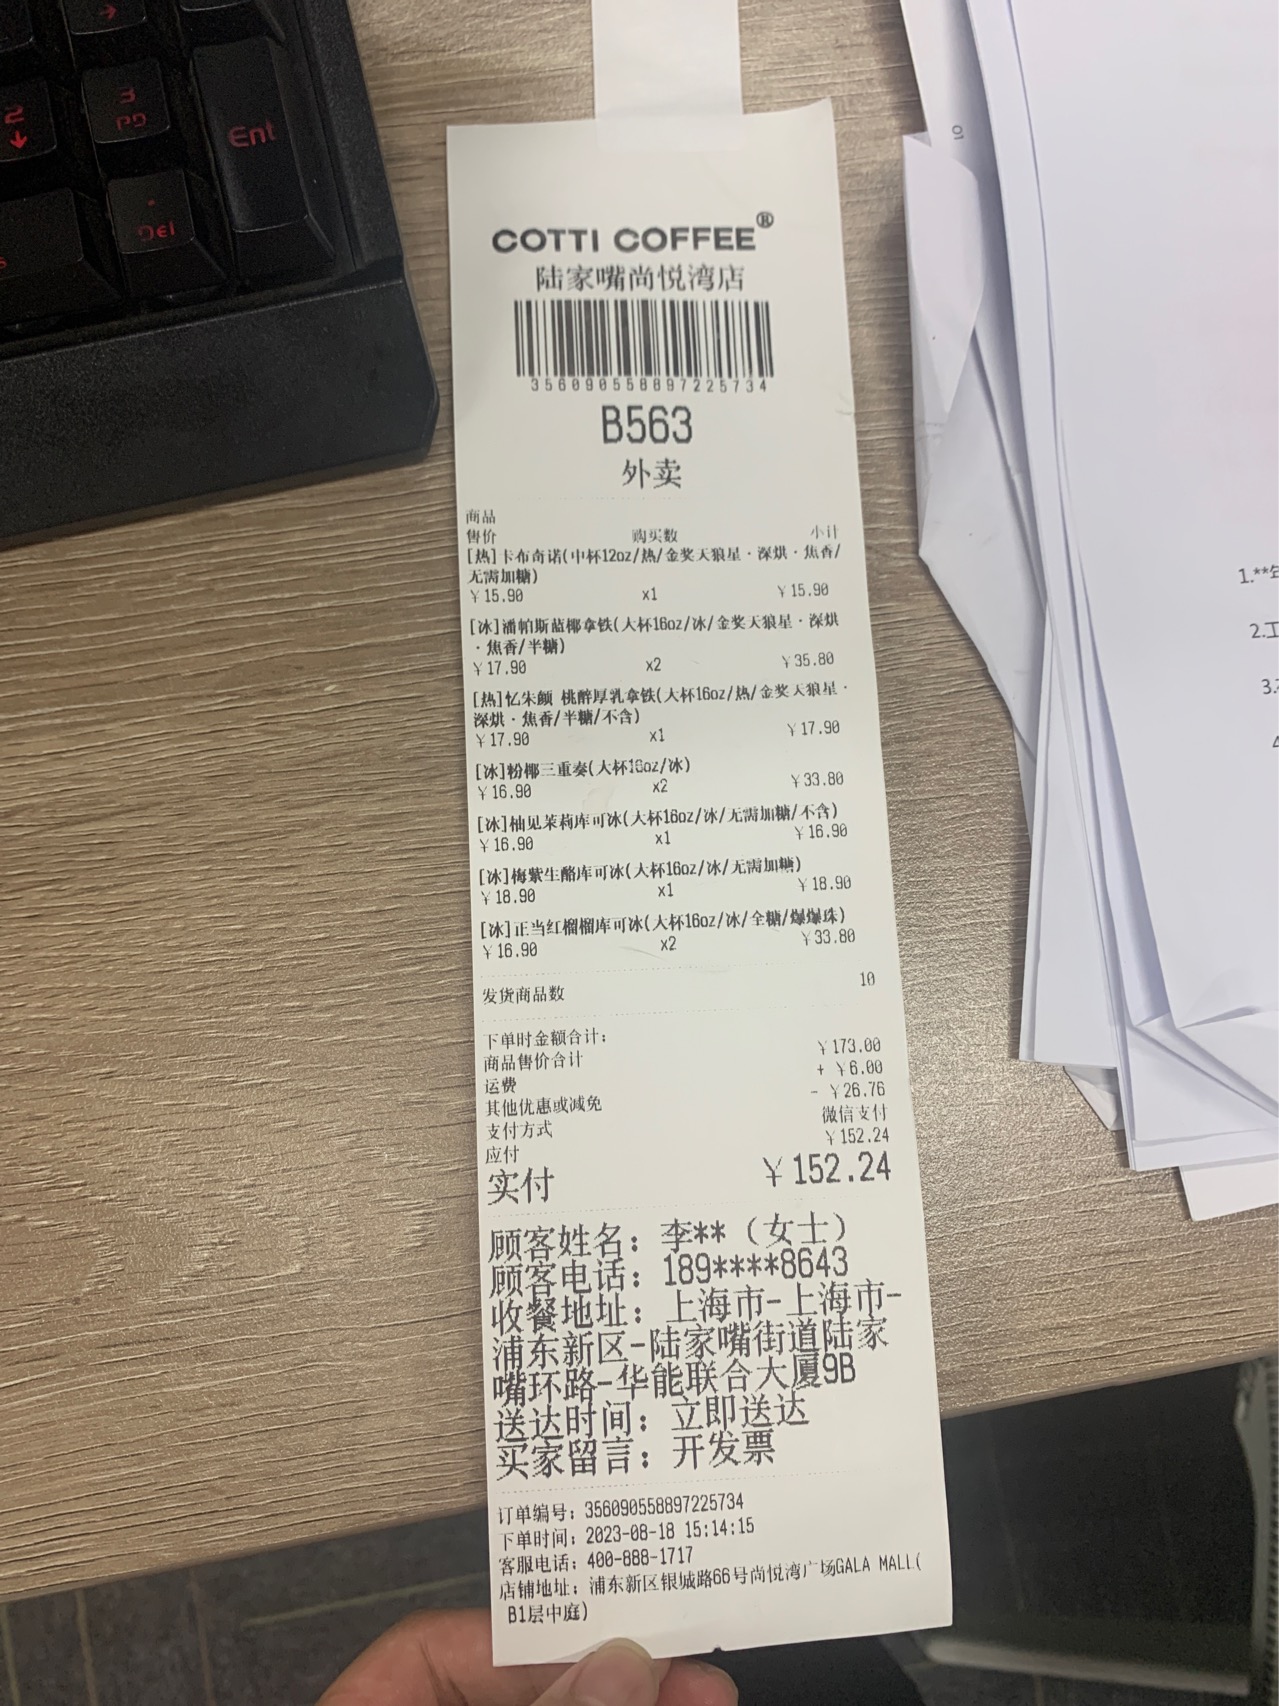 →
2
↓
3
PD
Ent
.
Del
s
COTTI COFFEE®
陆家嘴尚悦湾店
356090558897225734
B563
外卖
商品
售价 购买数 小计
[热]卡布奇诺(中杯12oz/热/金奖天狼星·深烘·焦香/
无需加糖)
￥15.90 x1 ￥15.90
[冰]潘帕斯蓝椰拿铁(大杯16oz/冰/金奖天狼星·深烘
·焦香/半糖)
￥17.90 x2 ￥35.80
[热]忆朱颜 桃醉厚乳拿铁(大杯16oz/热/金奖天狼星·
深烘·焦香/半糖/不含)
￥17.90 x1 ￥17.90
[冰]粉椰三重奏(大杯16oz/冰)
￥16.90 x2 ￥33.80
[冰]柚见茉莉库可冰(大杯16oz/冰/无需加糖/不含)
￥16.90 x1 ￥16.90
[冰]梅紫生酪库可冰(大杯16oz/冰/无需加糖)
￥18.90 x1 ￥18.90
[冰]正当红榴榴库可冰(大杯16oz/冰/全糖/爆爆珠)
￥16.90 x2 ￥33.80
发货商品数 10
下单时金额合计:
商品售价合计 ￥173.00
运费 + ￥6.00
其他优惠或减免 - ￥26.76
支付方式 微信支付
应付 ￥152.24
实付 ￥152.24
顾客姓名: 李**(女士)
顾客电话: 189****8643
收餐地址: 上海市-上海市-
浦东新区-陆家嘴街道陆家
嘴环路-华能联合大厦9B
送达时间: 立即送达
买家留言: 开发票
订单编号: 356090558897225734
下单时间: 2023-08-18 15:14:15
客服电话: 400-888-1717
店铺地址: 浦东新区银城路66号尚悦湾广场GALA MALL(
B1层中庭)
01
1.**年
2.工
3.